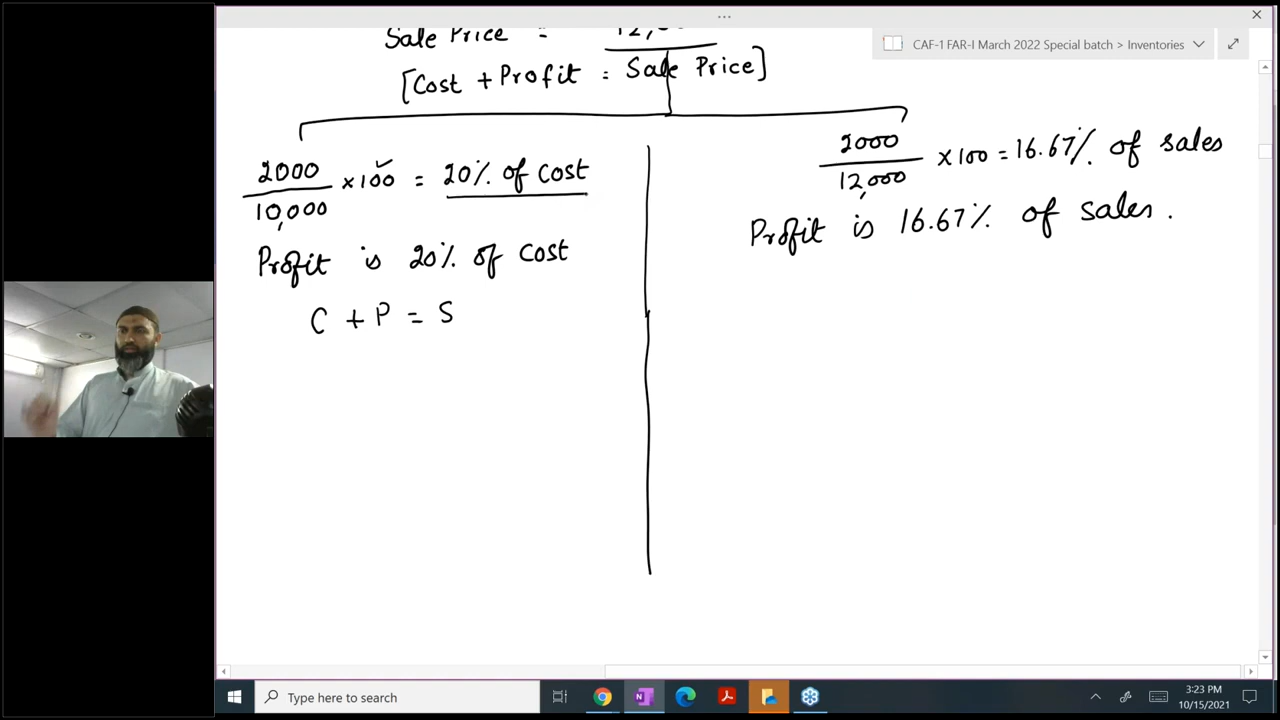 ...
CAF-1 FAR-I March 2022 Special batch > Inventories
Sale Price =
[Cost + Profit = Sale Price]
2000
10,000
×100 = 20% of cost
Profit is 20% of cost
C + P = S
2000
12,000
×100 = 16.67% of sales
Profit is 16.67% of sales.
Type here to search
3:23 PM
10/15/2021